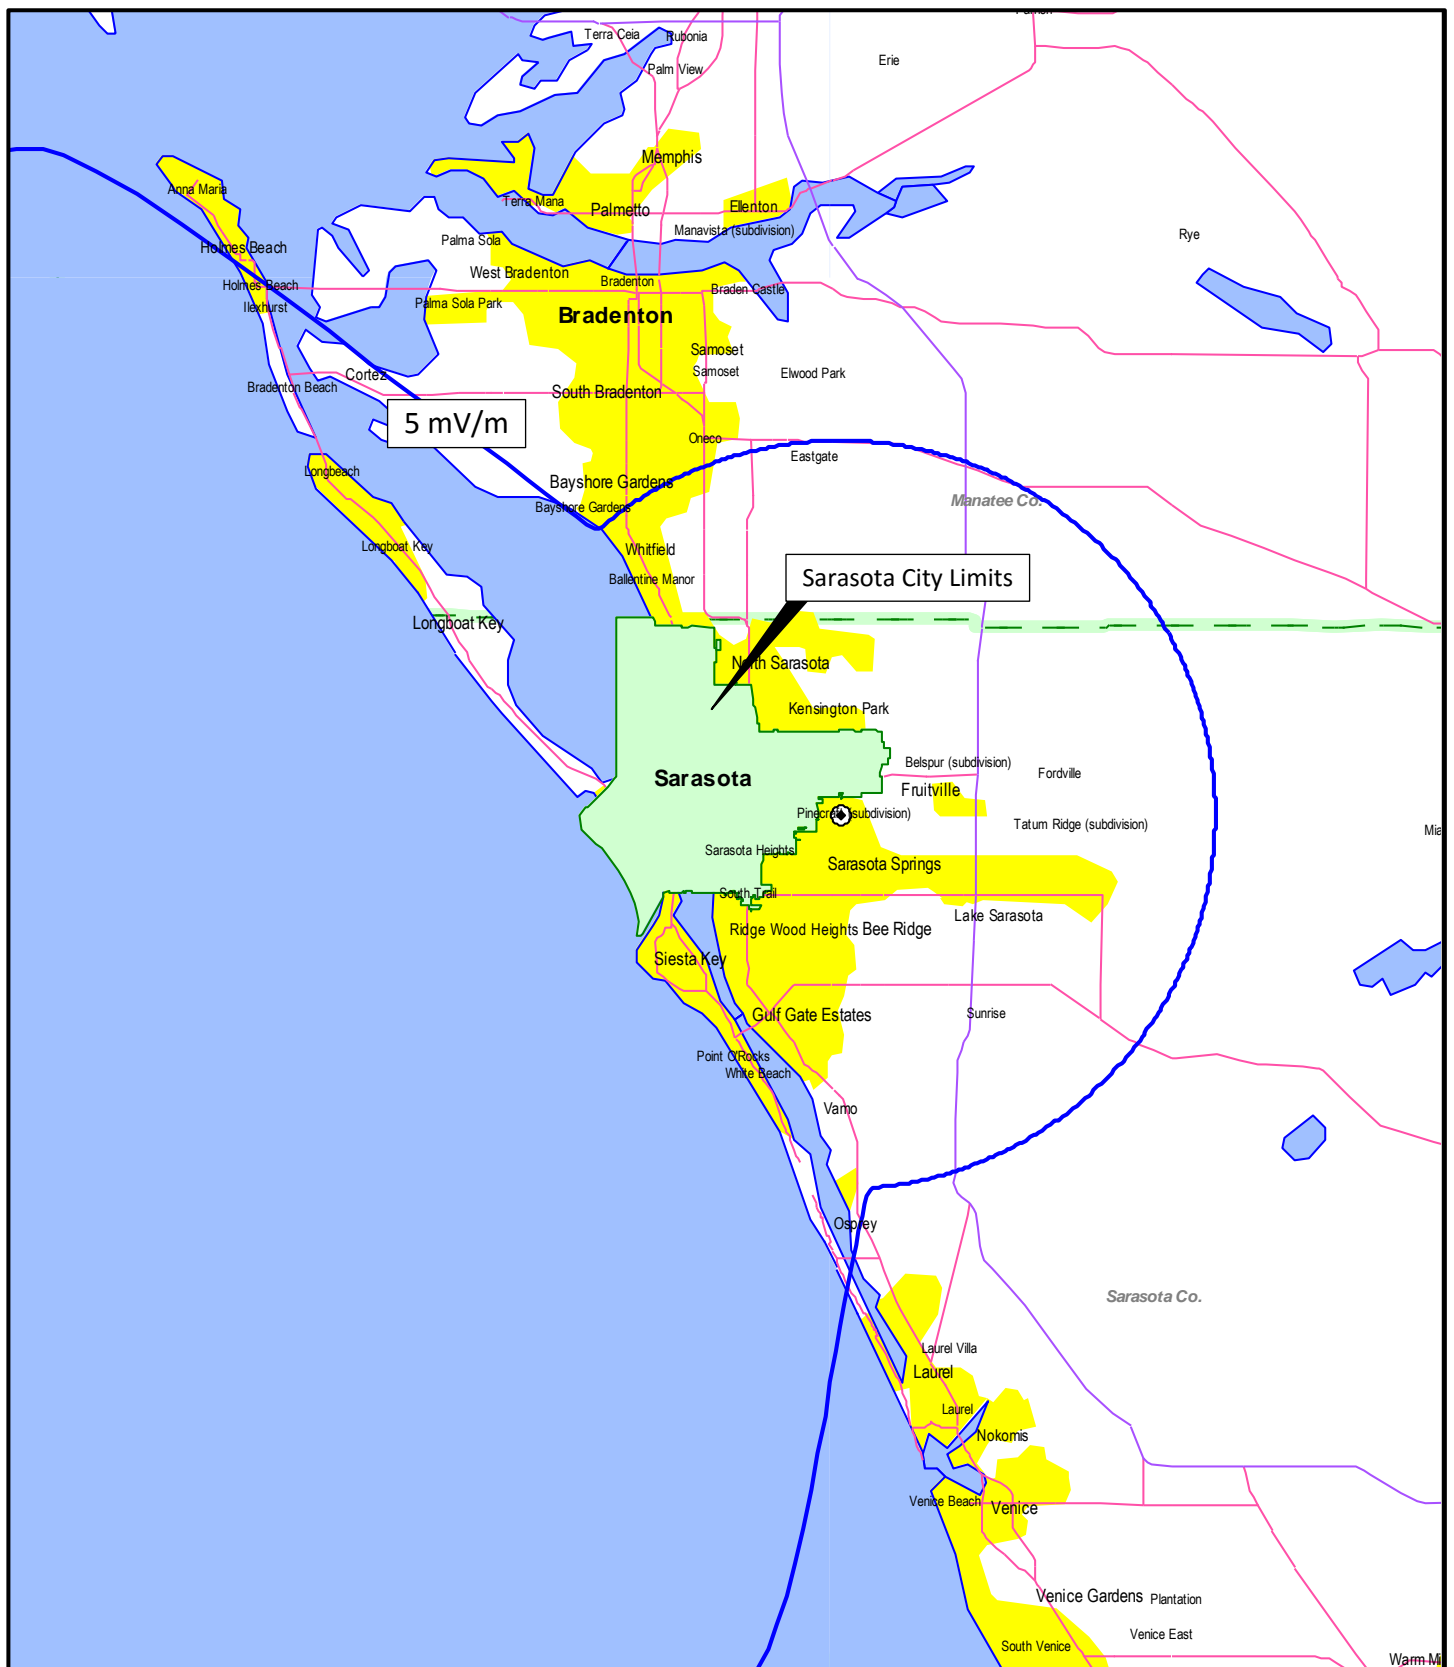 Terra Ceia
Rubonia
Palm View
Erie
Memphis
Anna Maria
Terra Mana
Palmetto
Ellenton
Manavista (subdivision)
Rye
Palma Sola
Holmes Beach
West Bradenton
Bradenton
Holmes Beach
Braden Castle
Ilexhurst
Palma Sola Park
Bradenton
Samoset
Samoset
Elwood Park
Cortez
Bradenton Beach
South Bradenton
5 mV/m
Oneco
Eastgate
Longbeach
Bayshore Gardens
Manatee Co.
Bayshore Gardens
Longboat Key
Whitfield
Ballentine Manor
Sarasota City Limits
Longboat Key
North Sarasota
Kensington Park
Belspur (subdivision)
Fordville
Sarasota
Fruitville
Pinecraft (subdivision)
Tatum Ridge (subdivision)
Mia
Sarasota Heights
Sarasota Springs
South Trail
Lake Sarasota
Ridge Wood Heights
Bee Ridge
Siesta Key
Gulf Gate Estates
Sunrise
Point O'Rocks
White Beach
Vamo
Osprey
Sarasota Co.
Laurel Villa
Laurel
Laurel
Nokomis
Venice Beach
Venice
Venice Gardens
Plantation
Venice East
South Venice
Warm Mi